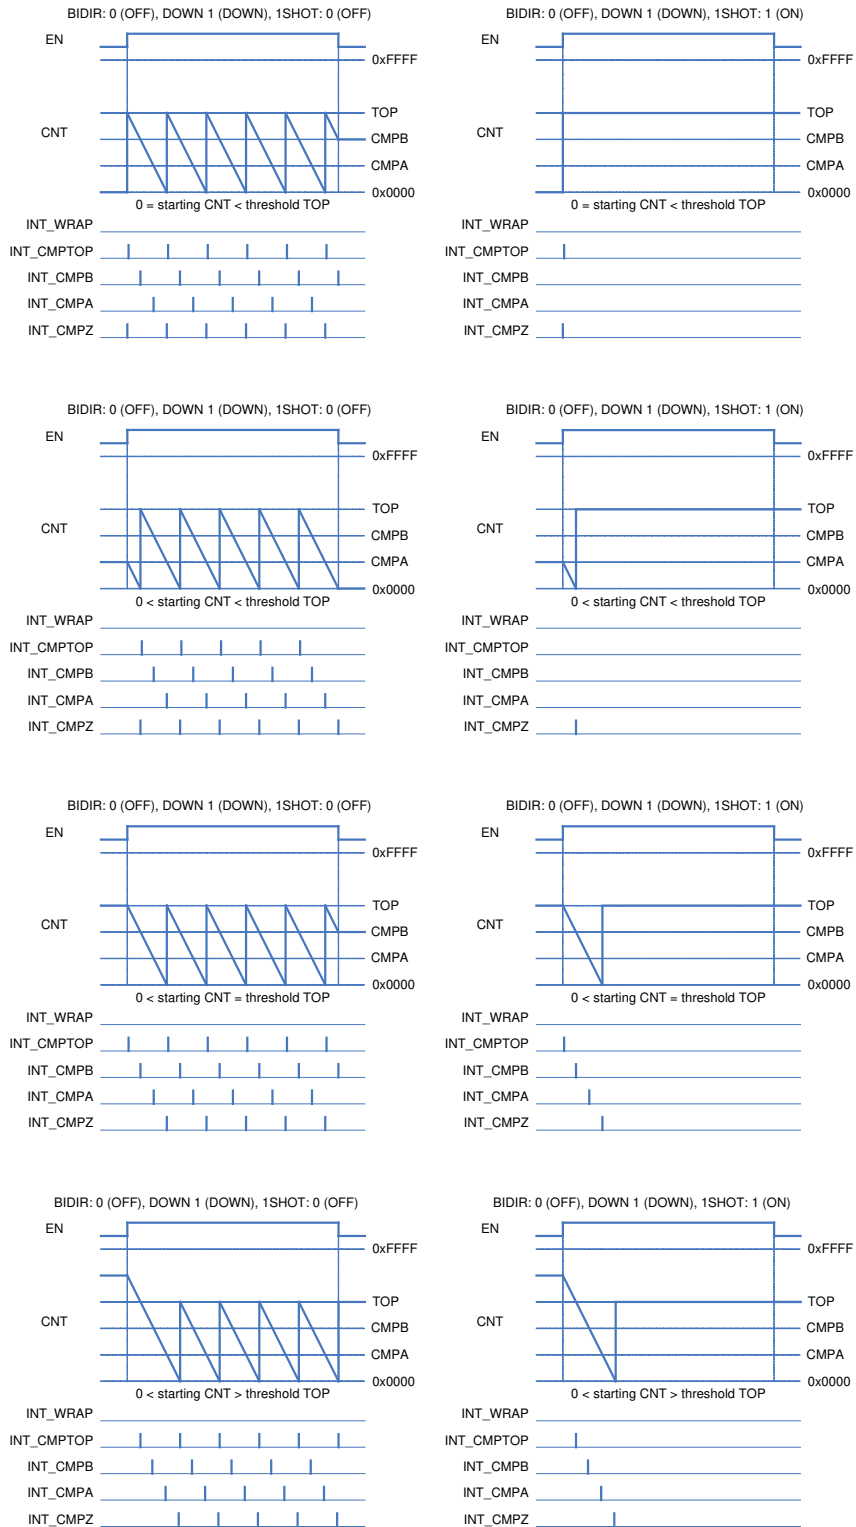 BIDIR: 0 (OFF), DOWN 1 (DOWN), 1SHOT: 0 (OFF)
EN
0xFFFF
TOP
CNT
CMPB
CMPA
0x0000
0 = starting CNT < threshold TOP
INT_WRAP
INT_CMPTOP
INT_CMPB
INT_CMPA
INT_CMPZ
BIDIR: 0 (OFF), DOWN 1 (DOWN), 1SHOT: 1 (ON)
EN
0xFFFF
TOP
CNT
CMPB
CMPA
0x0000
0 = starting CNT < threshold TOP
INT_WRAP
INT_CMPTOP
INT_CMPB
INT_CMPA
INT_CMPZ
BIDIR: 0 (OFF), DOWN 1 (DOWN), 1SHOT: 0 (OFF)
EN
0xFFFF
TOP
CNT
CMPB
CMPA
0x0000
0 < starting CNT < threshold TOP
INT_WRAP
INT_CMPTOP
INT_CMPB
INT_CMPA
INT_CMPZ
BIDIR: 0 (OFF), DOWN 1 (DOWN), 1SHOT: 1 (ON)
EN
0xFFFF
TOP
CNT
CMPB
CMPA
0x0000
0 < starting CNT < threshold TOP
INT_WRAP
INT_CMPTOP
INT_CMPB
INT_CMPA
INT_CMPZ
BIDIR: 0 (OFF), DOWN 1 (DOWN), 1SHOT: 0 (OFF)
EN
0xFFFF
TOP
CNT
CMPB
CMPA
0x0000
0 < starting CNT = threshold TOP
INT_WRAP
INT_CMPTOP
INT_CMPB
INT_CMPA
INT_CMPZ
BIDIR: 0 (OFF), DOWN 1 (DOWN), 1SHOT: 1 (ON)
EN
0xFFFF
TOP
CNT
CMPB
CMPA
0x0000
0 < starting CNT = threshold TOP
INT_WRAP
INT_CMPTOP
INT_CMPB
INT_CMPA
INT_CMPZ
BIDIR: 0 (OFF), DOWN 1 (DOWN), 1SHOT: 0 (OFF)
EN
0xFFFF
TOP
CNT
CMPB
CMPA
0x0000
0 < starting CNT > threshold TOP
INT_WRAP
INT_CMPTOP
INT_CMPB
INT_CMPA
INT_CMPZ
BIDIR: 0 (OFF), DOWN 1 (DOWN), 1SHOT: 1 (ON)
EN
0xFFFF
TOP
CNT
CMPB
CMPA
0x0000
0 < starting CNT > threshold TOP
INT_WRAP
INT_CMPTOP
INT_CMPB
INT_CMPA
INT_CMPZ